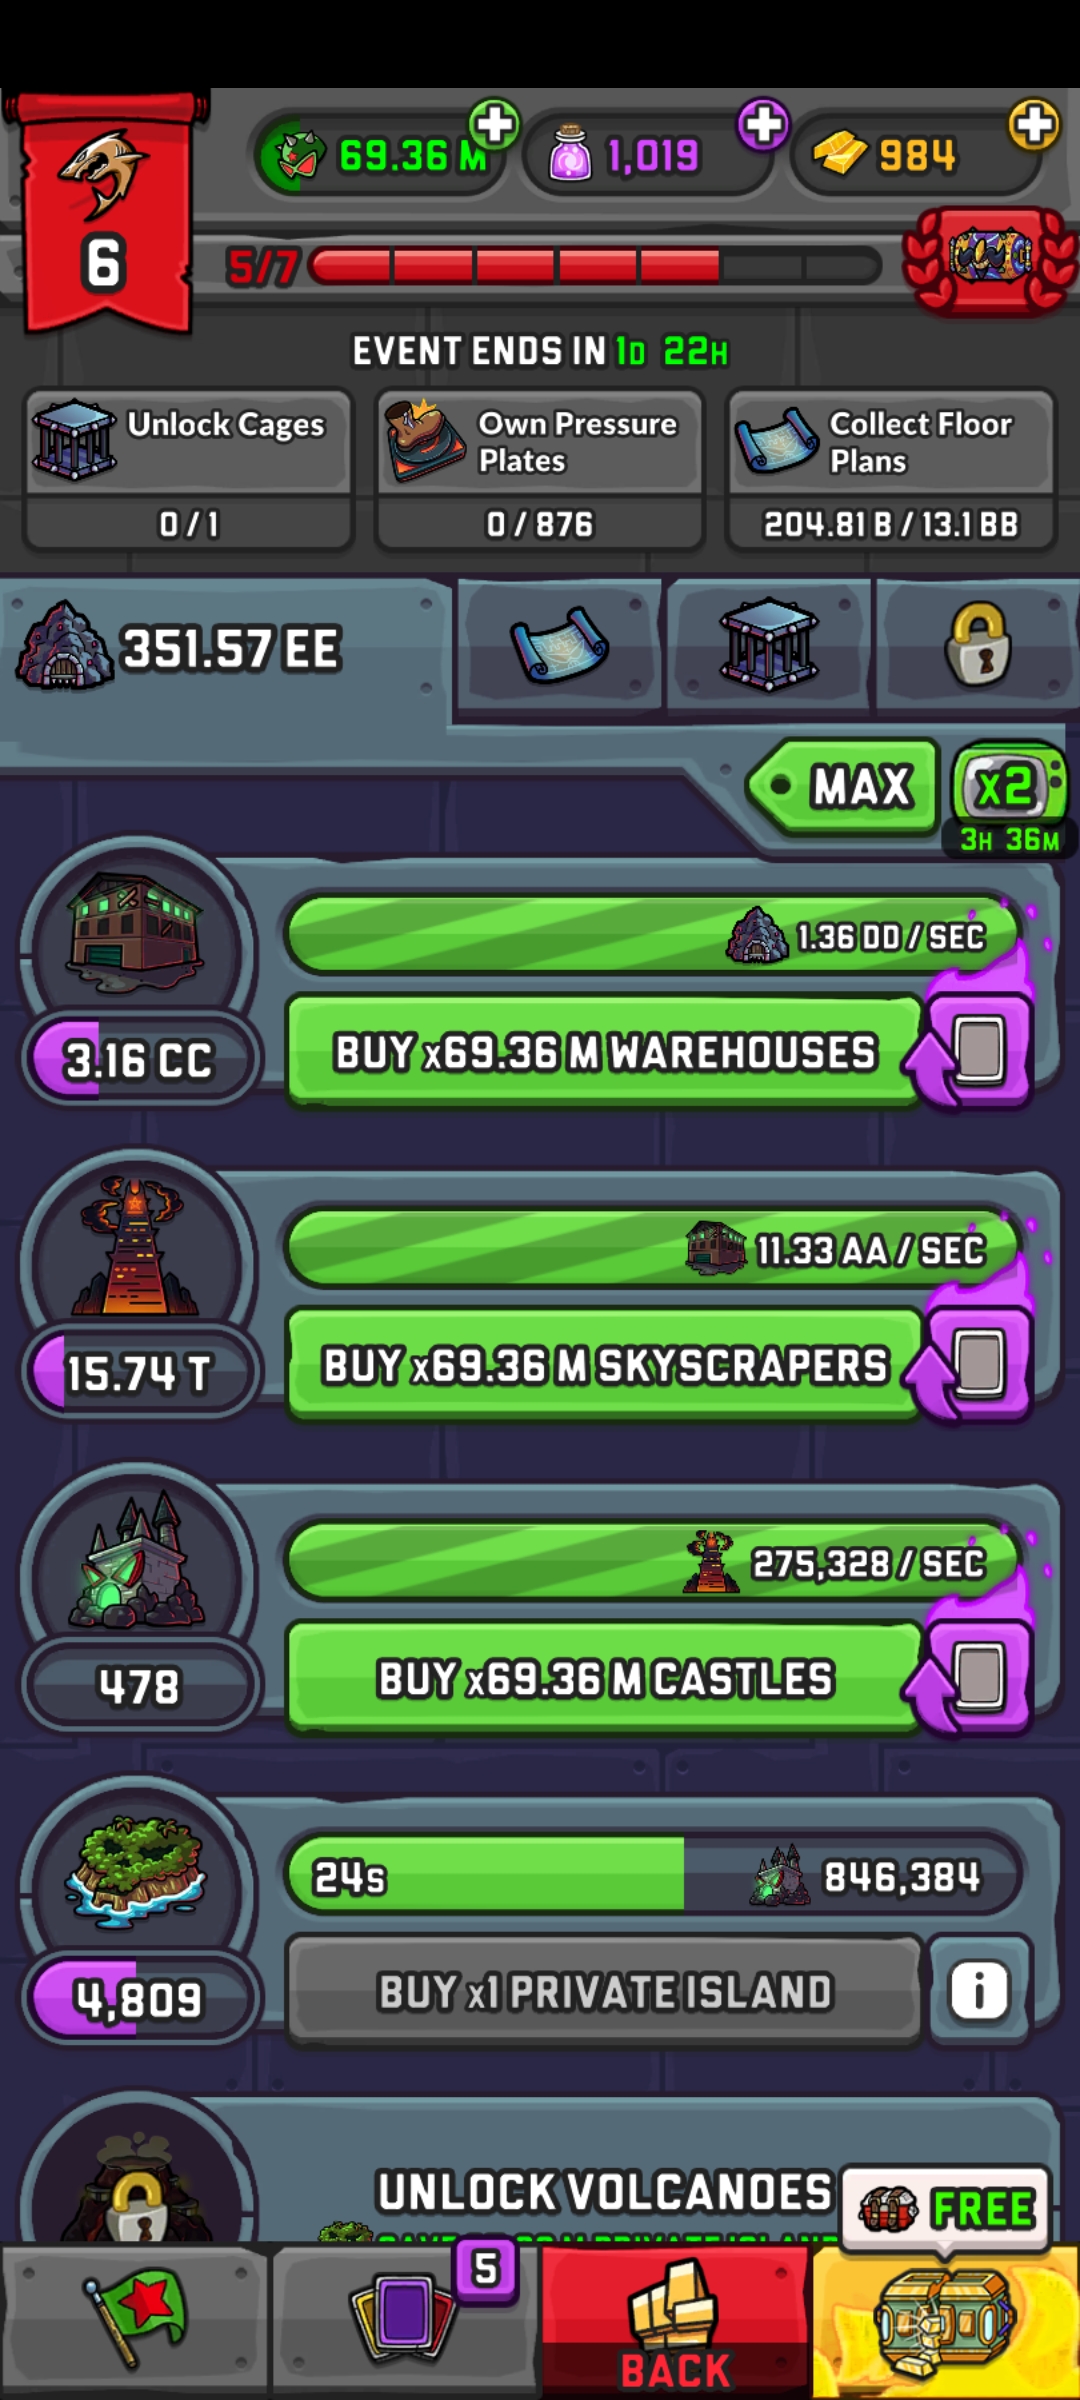 69.36 M
1,019
984
6
5/7
EVENT ENDS IN 1D 22H
Unlock Cages
0 / 1
Own Pressure
Plates
0 / 876
Collect Floor
Plans
204.81 B / 13.1 BB
351.57 EE
MAX
x2
3H 36M
1.36 DD / SEC
3.16 CC
BUY x69.36 M WAREHOUSES
11.33 AA / SEC
15.74 T
BUY x69.36 M SKYSCRAPERS
275,328 / SEC
478
BUY x69.36 M CASTLES
24s
846,384
4,809
BUY x1 PRIVATE ISLAND
i
UNLOCK VOLCANOES
FREE
5
BACK